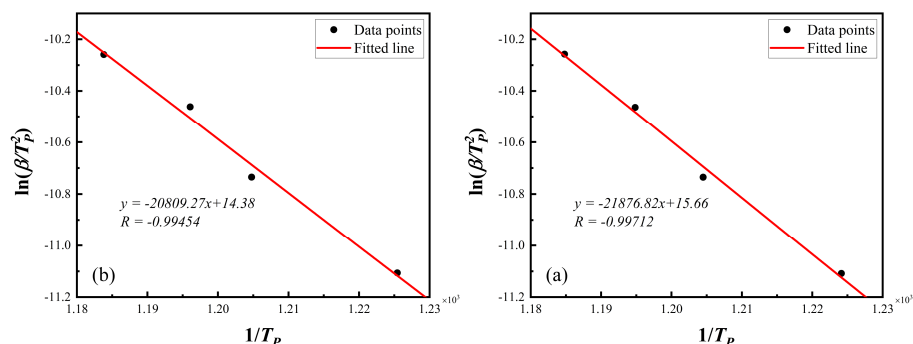 Data points
Fitted line
-10.2
-10.4
-10.6
-10.8
-11.0
-11.2
ln(β/T_P^2)
y = -20809.27x+14.38
R = -0.99454
(b)
1.18
1.19
1.20
1.21
1.22
1.23
×10³
1/T_P
Data points
Fitted line
-10.2
-10.4
-10.6
-10.8
-11.0
-11.2
ln(β/T_P^2)
y = -21876.82x+15.66
R = -0.99712
(a)
1.18
1.19
1.20
1.21
1.22
1.23
×10³
1/T_P